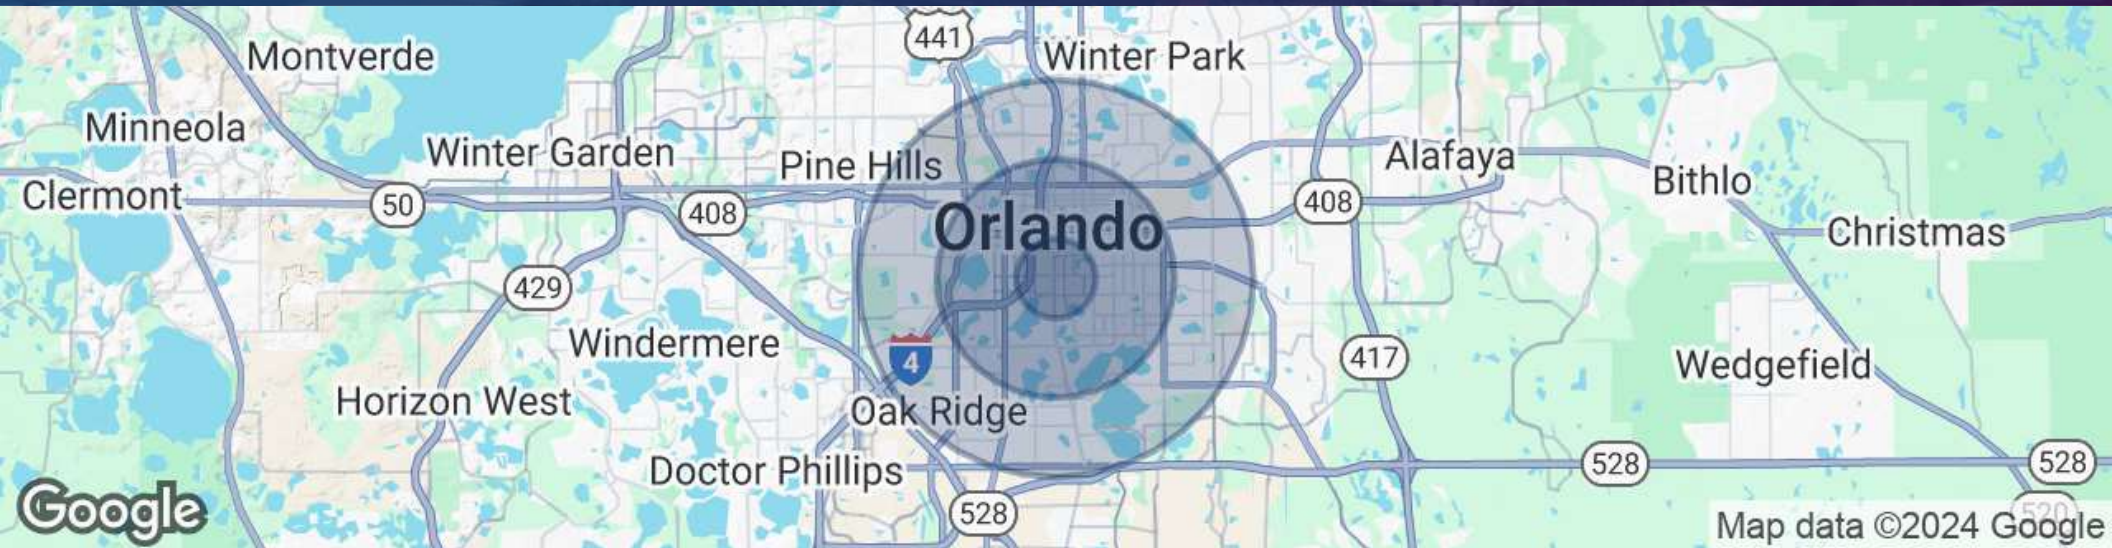 441
Montverde
Winter Park
Minneola
Winter Garden
Pine Hills
Alafaya
Bithlo
Clermont
50
408
408
Orlando
Christmas
429
Windermere
4
417
Wedgefield
Horizon West
Oak Ridge
Doctor Phillips
528
528
528
520
Google
Map data ©2024 Google